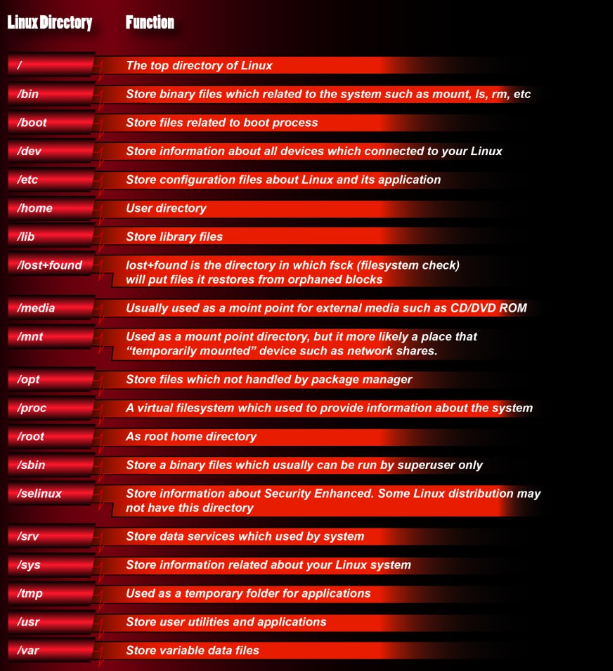 Linux Directory Function
/ The top directory of Linux
/bin Store binary files which related to the system such as mount, ls, rm, etc
/boot Store files related to boot process
/dev Store information about all devices which connected to your Linux
/etc Store configuration files about Linux and its application
/home User directory
/lib Store library files
/lost+found lost+found is the directory in which fsck (filesystem check)
will put files it restores from orphaned blocks
/media Usually used as a moint point for external media such as CD/DVD ROM
/mnt Used as a mount point directory, but it more likely a place that
“temporarily mounted” device such as network shares.
/opt Store files which not handled by package manager
/proc A virtual filesystem which used to provide information about the system
/root As root home directory
/sbin Store a binary files which usually can be run by superuser only
/selinux Store information about Security Enhanced. Some Linux distribution may
not have this directory
/srv Store data services which used by system
/sys Store information related about your Linux system
/tmp Used as a temporary folder for applications
/usr Store user utilities and applications
/var Store variable data files